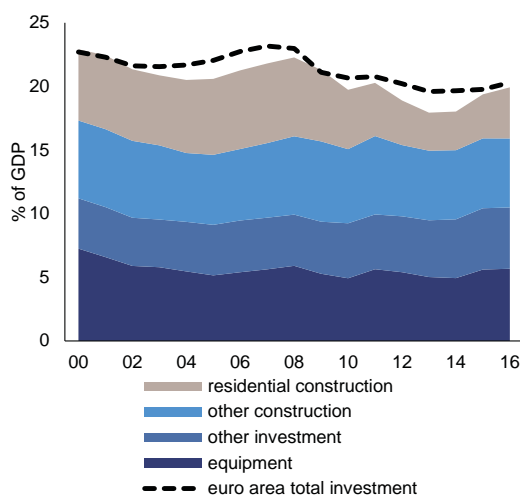 25
20
15
10
5
0
% of GDP
00 02 04 06 08 10 12 14 16
residential construction
other construction
other investment
equipment
euro area total investment